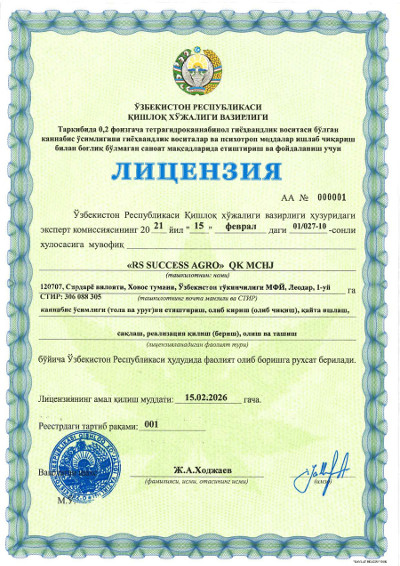 ЎЗБЕКИСТОН РЕСПУБЛИКАСИ
ҚИШЛОҚ ХЎЖАЛИГИ ВАЗИРЛИГИ
Таркибида 0,2 фоизгача тетрагидроканнабинол гиёҳвандлик воситаси бўлган
каннабис ўсимлигини гиёҳвандлик воситалар ва психотроп моддалар ишлаб чиқариш
билан боғлиқ бўлмаган саноат мақсадларида етиштириш ва фойдаланиш учун
ЛИЦЕНЗИЯ
АА № 000001
Ўзбекистон Республикаси Қишлоқ хўжалиги вазирлиги ҳузуридаги
эксперт комиссиясининг 20 21 йил " 15 " феврал даги 01/027-10 -сонли
хулосасига мувофиқ
«RS SUCCESS AGRO» QK MCHJ
(ташкилотнинг номи)
120707, Сирдарё вилояти, Ховос тумани, Ўзбекистон тўқинчилиги МФЙ, Леодар, 1-уй
СТИР: 306 088 305 га
(ташкилотнинг почта манзили ва СТИР)
каннабис ўсимлиги (тола ва уруғ)ни етиштириш, олиб кириш (олиб чиқиш), қайта ишлаш,
сақлаш, реализация қилиш (бериш), олиш ва ташиш
(лицензияланадиган фаолият тури)
бўйича Ўзбекистон Республикаси ҳудудида фаолият олиб боришга рухсат берилади.
Лицензиянинг амал қилиш муддати: 15.02.2026 гача.
Реестрдаги тартиб рақами: 001
Ж.А.Ходжаев
(фамилияси, исми, отасининг исми)
(имзо)
М.Ў.